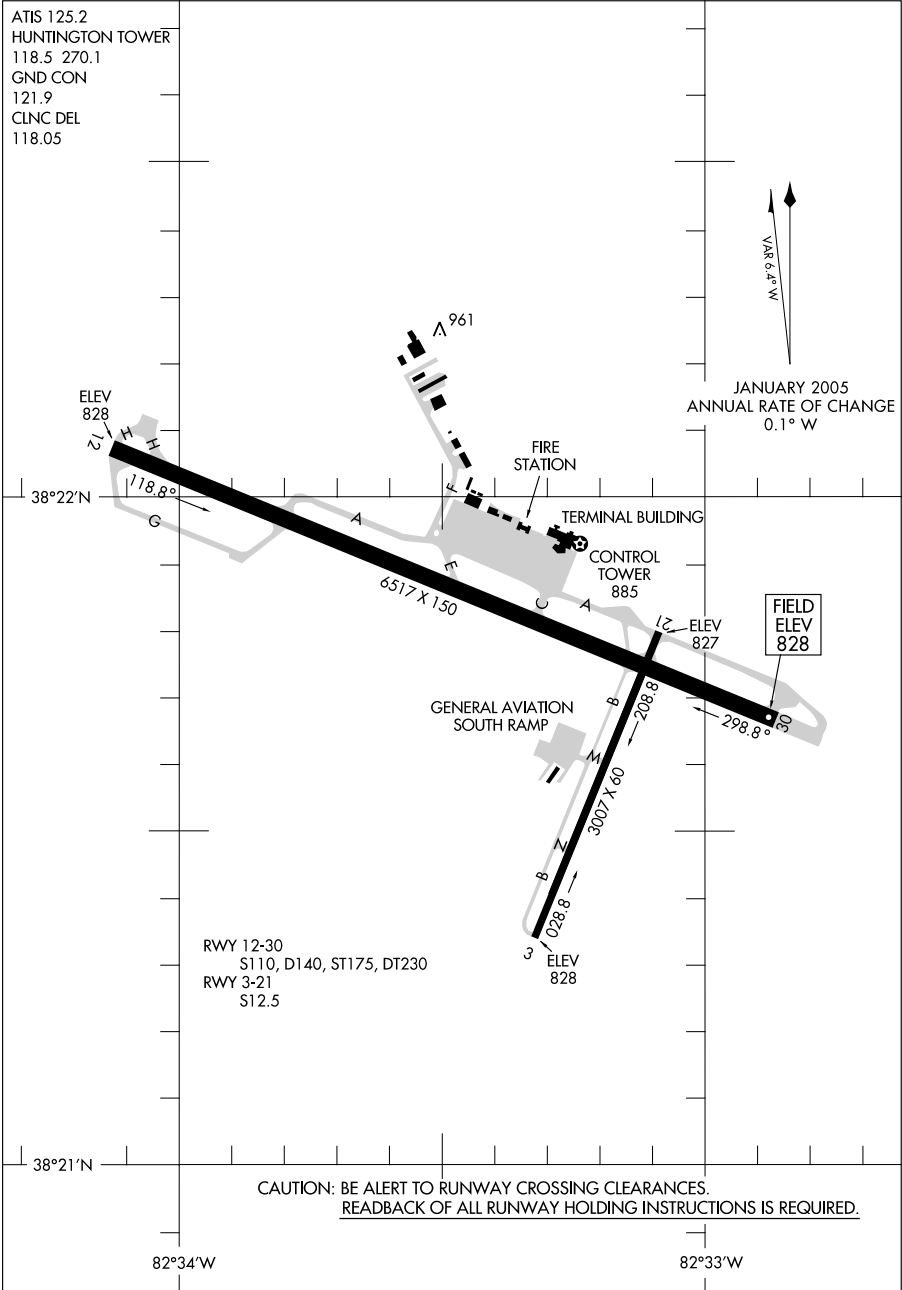 ATIS 125.2
HUNTINGTON TOWER
118.5 270.1
GND CON
121.9
CLNC DEL
118.05
VAR 6.4° W
JANUARY 2005
ANNUAL RATE OF CHANGE
0.1° W
961
ELEV
828
12
H
H
118.8°
38°22'N
G
A
F
FIRE
STATION
TERMINAL BUILDING
CONTROL
TOWER
885
E
6517 X 150
C
A
21
ELEV
827
FIELD
ELEV
828
GENERAL AVIATION
SOUTH RAMP
B
208.8
298.8°
30
M
3007 X 60
N
B
028.8
3
ELEV
828
RWY 12-30
S110, D140, ST175, DT230
RWY 3-21
S12.5
38°21'N
CAUTION: BE ALERT TO RUNWAY CROSSING CLEARANCES.
READBACK OF ALL RUNWAY HOLDING INSTRUCTIONS IS REQUIRED.
82°34'W
82°33'W